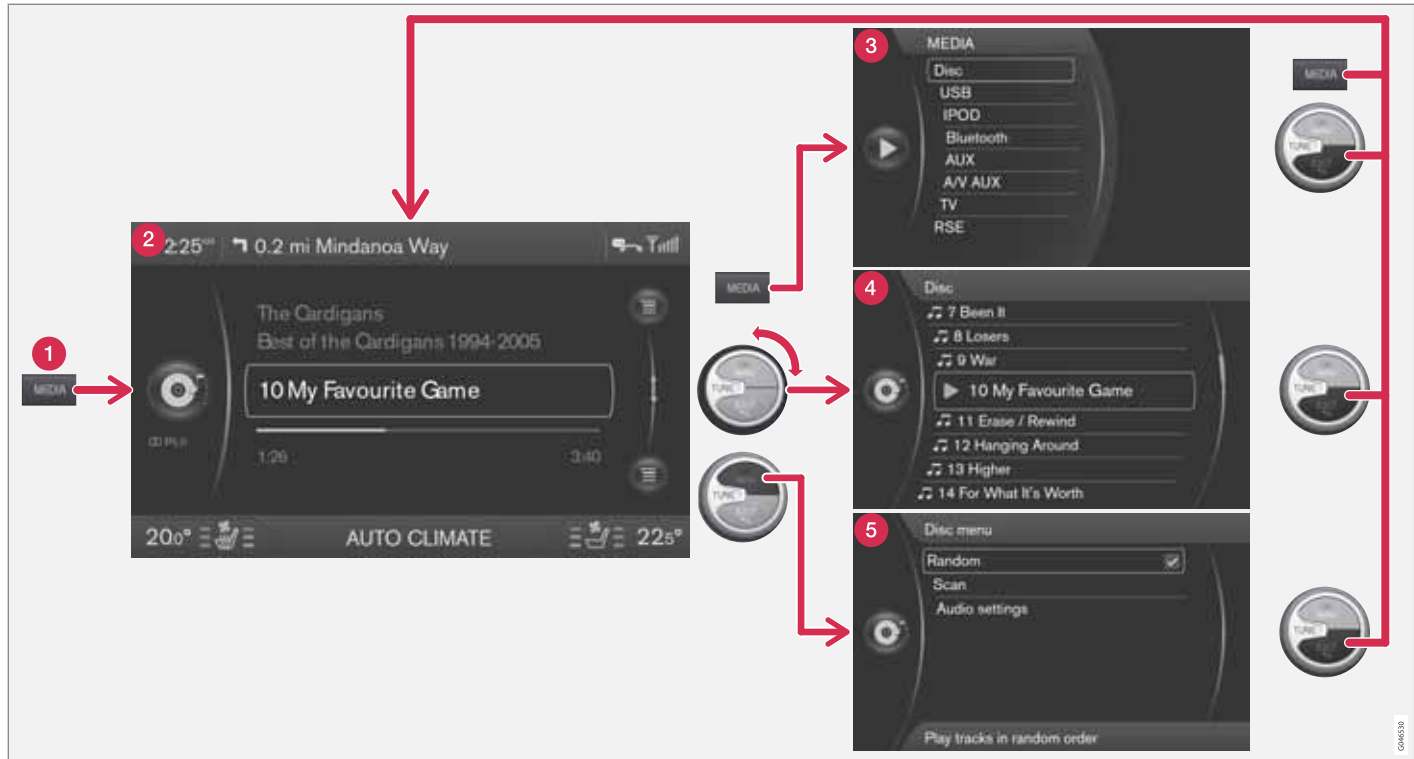 1
MEDIA
2
2:25
0.2 mi Mindanoa Way
The Cardigans
Best of the Cardigans 1994-2005
10 My Favourite Game
1:26
3:40
20₀°
AUTO CLIMATE
22₅°
MEDIA
TUNE
TUNE
3
MEDIA
Disc
USB
IPOD
Bluetooth
AUX
A/V AUX
TV
RSE
4
Disc
7 Been It
8 Losers
9 War
10 My Favourite Game
11 Erase / Rewind
12 Hanging Around
13 Higher
14 For What It's Worth
5
Disc menu
Random
Scan
Audio settings
Play tracks in random order
MEDIA
TUNE
EXIT
TUNE
TUNE
G046530